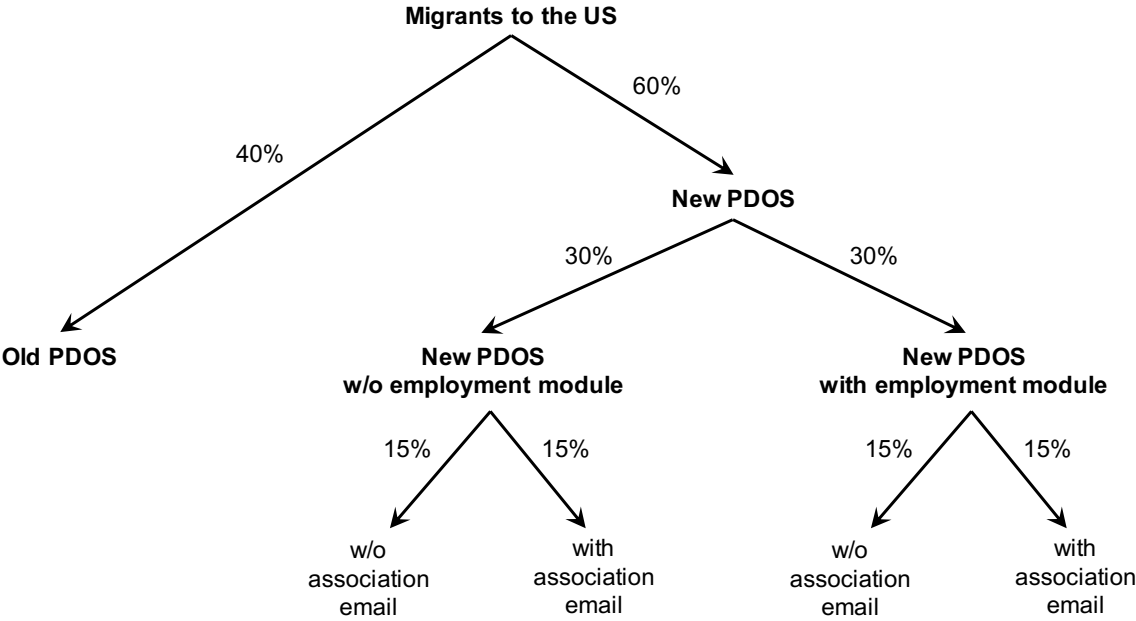 Migrants to the US
60%
40%
New PDOS
30%
30%
Old PDOS
New PDOS
w/o employment module
New PDOS
with employment module
15%
15%
15%
15%
w/o
association
email
with
association
email
w/o
association
email
with
association
email